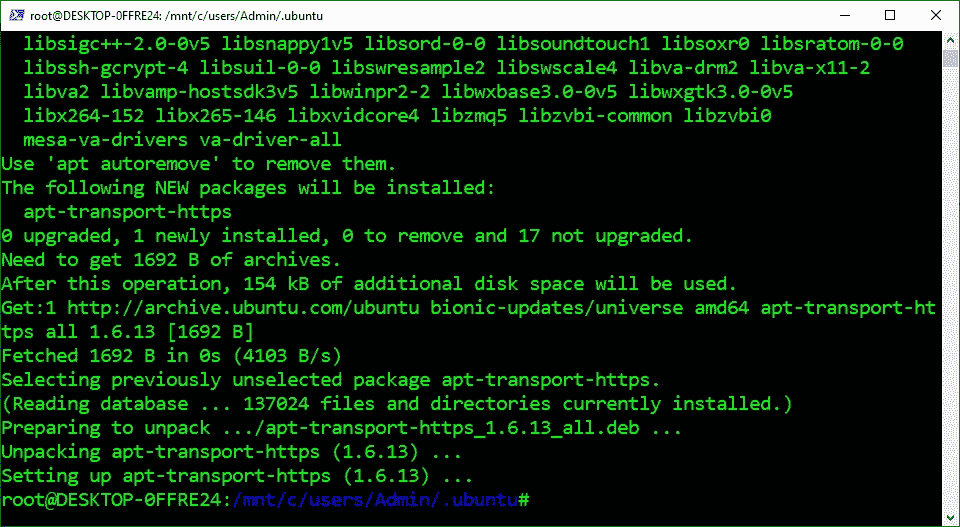 root@DESKTOP-0FFRE24: /mnt/c/users/Admin/.ubuntu
libsigc++-2.0-0v5 libsnappy1v5 libsord-0-0 libsoundtouch1 libsoxr0 libsratom-0-0
libssh-gcrypt-4 libsuil-0-0 libswresample2 libswscale4 libva-drm2 libva-x11-2
libva2 libvamp-hostsdk3v5 libwinpr2-2 libwxbase3.0-0v5 libwxgtk3.0-0v5
libx264-152 libx265-146 libxvidcore4 libzmq5 libzvbi-common libzvbi0
mesa-va-drivers va-driver-all
Use 'apt autoremove' to remove them.
The following NEW packages will be installed:
apt-transport-https
0 upgraded, 1 newly installed, 0 to remove and 17 not upgraded.
Need to get 1692 B of archives.
After this operation, 154 kB of additional disk space will be used.
Get:1 http://archive.ubuntu.com/ubuntu bionic-updates/universe amd64 apt-transport-ht
tps all 1.6.13 [1692 B]
Fetched 1692 B in 0s (4103 B/s)
Selecting previously unselected package apt-transport-https.
(Reading database ... 137024 files and directories currently installed.)
Preparing to unpack .../apt-transport-https_1.6.13_all.deb ...
Unpacking apt-transport-https (1.6.13) ...
Setting up apt-transport-https (1.6.13) ...
root@DESKTOP-0FFRE24:/mnt/c/users/Admin/.ubuntu#